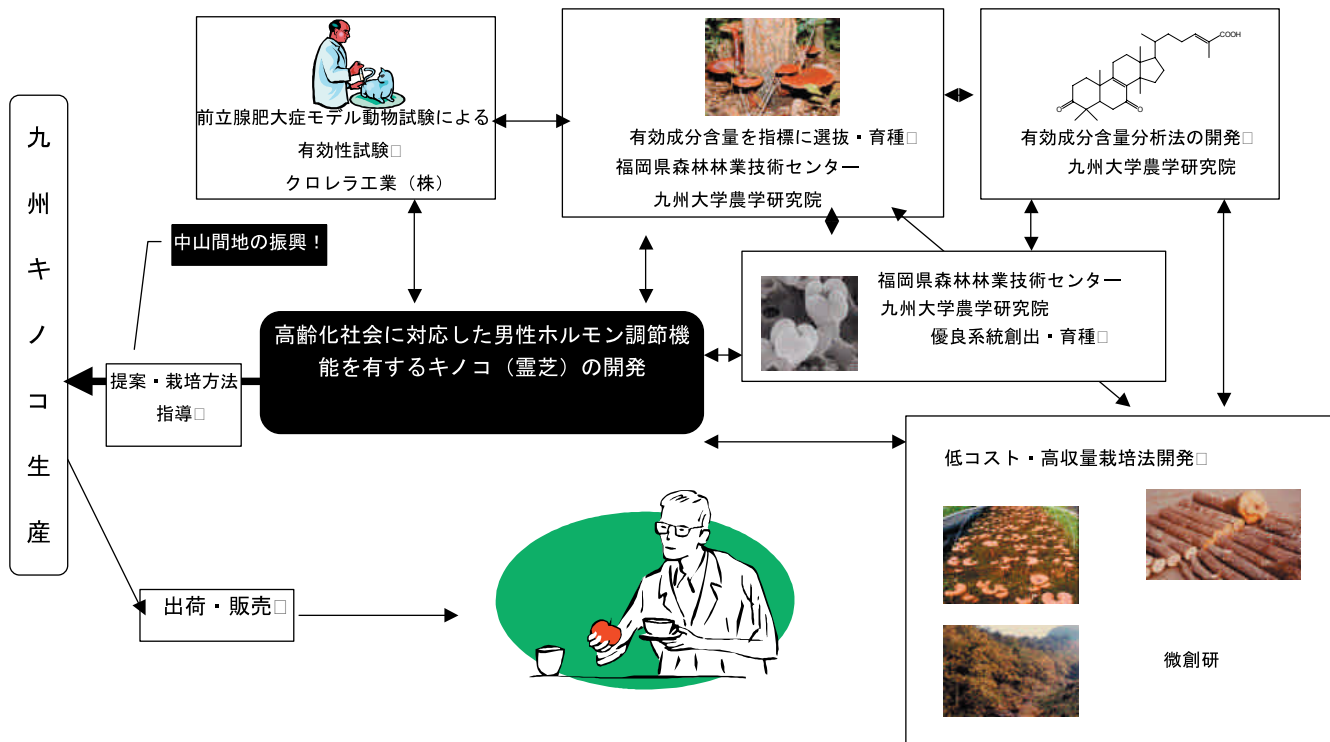 前立腺肥大症モデル動物試験による
有効性試験□
クロレラ工業（株）
有効成分含量を指標に選抜・育種□
福岡県森林林業技術センター
九州大学農学研究院
COOH
O
O
有効成分含量分析法の開発□
九州大学農学研究院
九州キノコ生産
中山間地の振興！
福岡県森林林業技術センター
九州大学農学研究院
優良系統創出・育種□
高齢化社会に対応した男性ホルモン調節機
能を有するキノコ（霊芝）の開発
提案・栽培方法
指導□
低コスト・高収量栽培法開発□
出荷・販売□
微創研